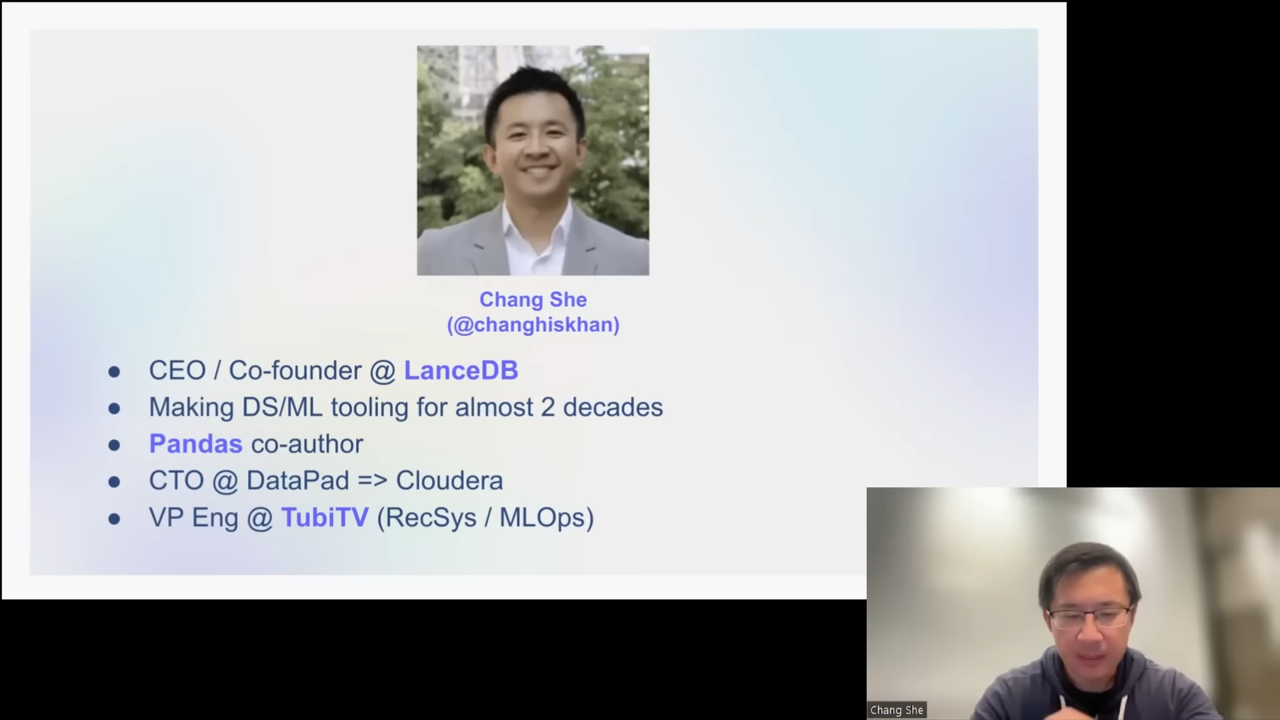 Chang She
(@changhiskhan)
● CEO / Co-founder @ LanceDB
● Making DS/ML tooling for almost 2 decades
● Pandas co-author
● CTO @ DataPad => Cloudera
● VP Eng @ TubiTV (RecSys / MLOps)
Chang She